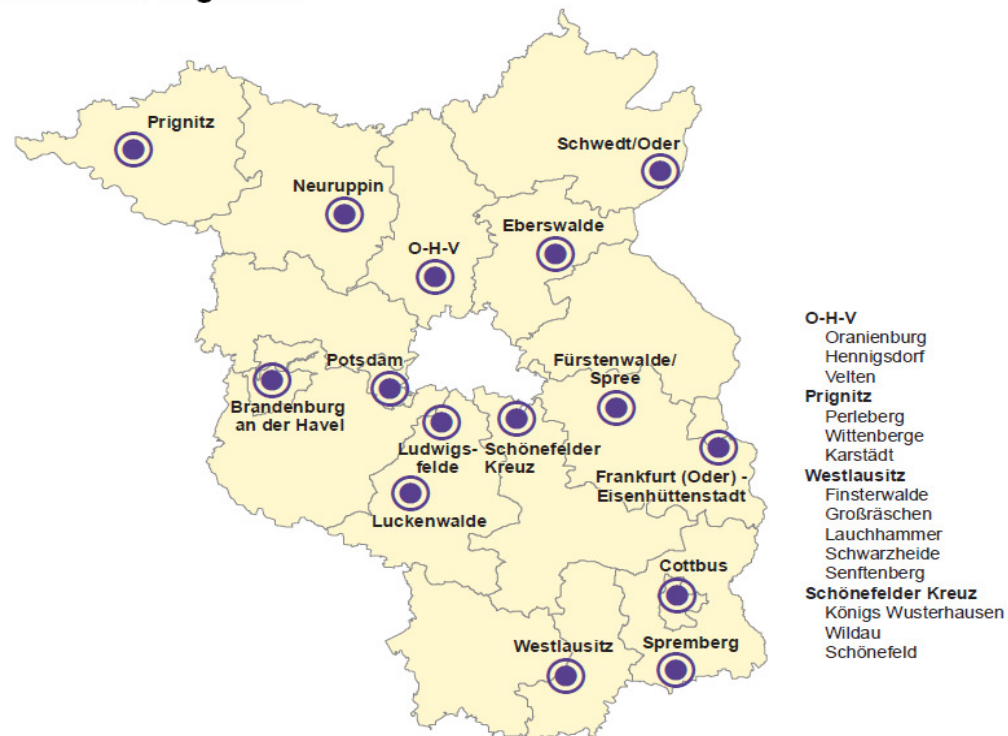 Prignitz
Schwedt/Oder
Neuruppin
Eberswalde
O-H-V
Potsdam
Fürstenwalde/
Spree
Brandenburg
an der Havel
Ludwigs-
felde
Schönefelder
Kreuz
Frankfurt (Oder) -
Eisenhüttenstadt
Luckenwalde
Cottbus
Westlausitz
Spremberg
O-H-V
Oranienburg
Hennigsdorf
Velten
Prignitz
Perleberg
Wittenberge
Karstädt
Westlausitz
Finsterwalde
Großräschen
Lauchhammer
Schwarzheide
Senftenberg
Schönefelder Kreuz
Königs Wusterhausen
Wildau
Schönefeld